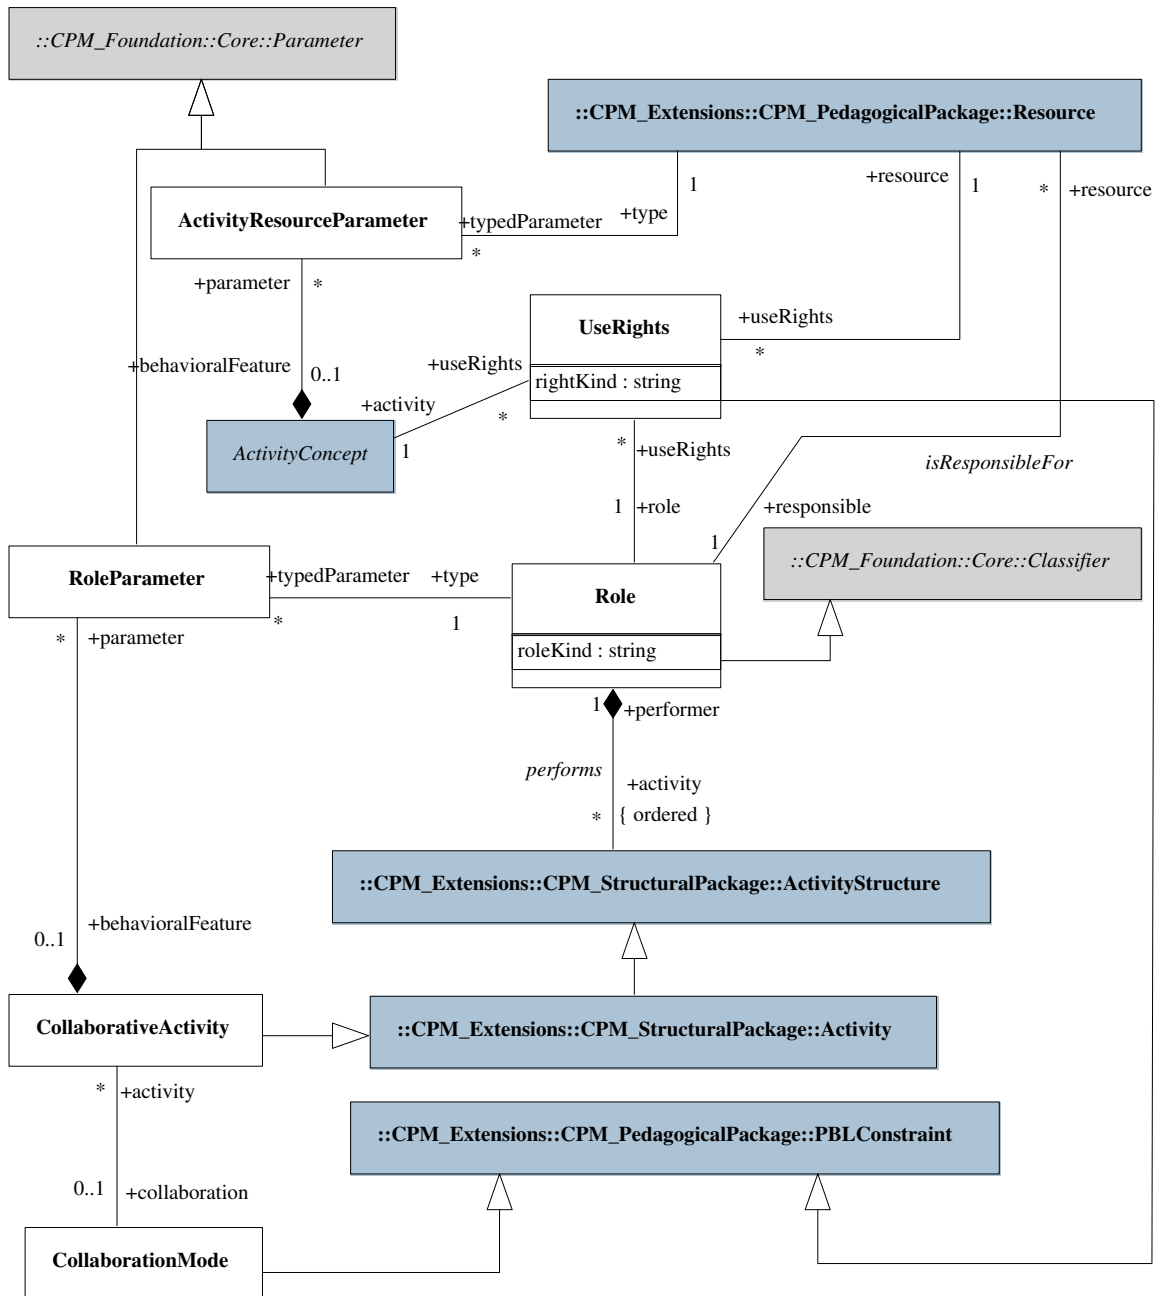 ::CPM_Foundation::Core::Parameter
::CPM_Extensions::CPM_PedagogicalPackage::Resource
+resource
1
*
+resource
1
ActivityResourceParameter
+typedParameter
+type
*
+parameter
*
UseRights
+useRights
*
rightKind : string
+behavioralFeature
0..1
+useRights
+activity
*
1
ActivityConcept
*
+useRights
isResponsibleFor
1
+role
+responsible
1
::CPM_Foundation::Core::Classifier
RoleParameter
+typedParameter
+type
*
1
Role
roleKind : string
*
+parameter
1
+performer
performs
+activity
*
{ ordered }
::CPM_Extensions::CPM_StructuralPackage::ActivityStructure
+behavioralFeature
0..1
CollaborativeActivity
::CPM_Extensions::CPM_StructuralPackage::Activity
*
+activity
::CPM_Extensions::CPM_PedagogicalPackage::PBLConstraint
0..1
+collaboration
CollaborationMode